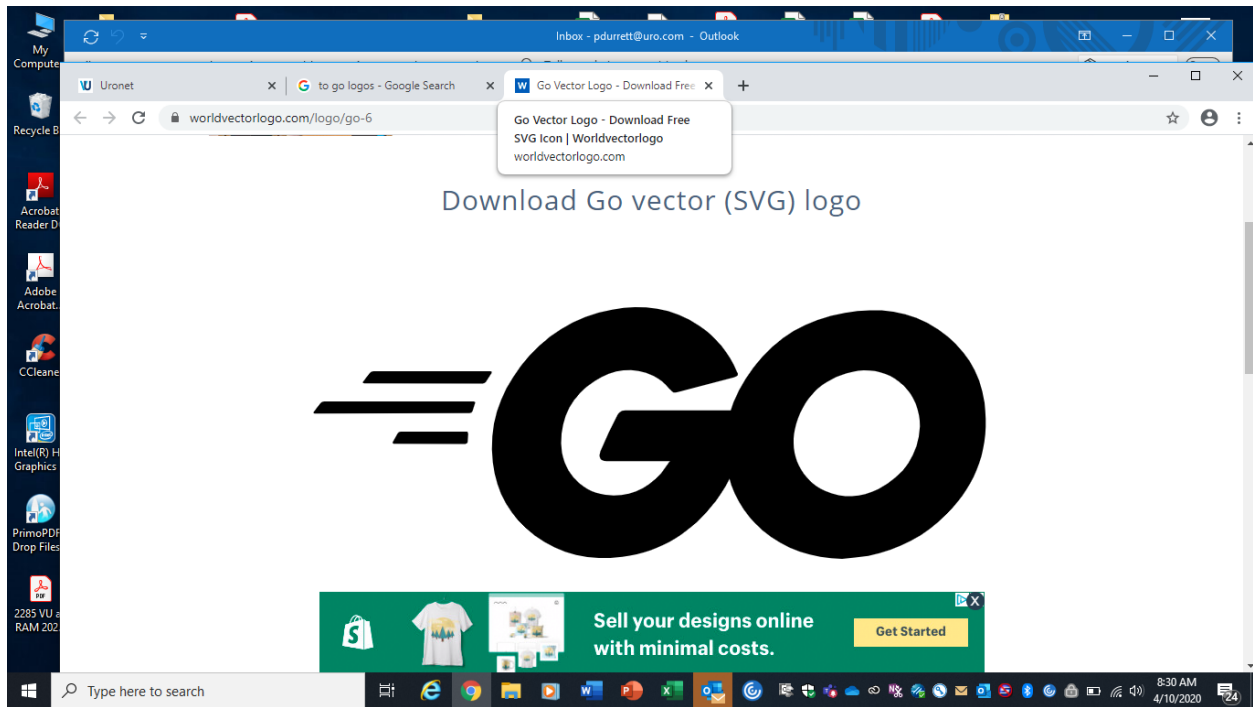 Inbox - pdurrett@uro.com - Outlook
My
Compute
Uronet
to go logos - Google Search
Go Vector Logo - Download Free
worldvectorlogo.com/logo/go-6
Go Vector Logo - Download Free
SVG Icon | Worldvectorlogo
worldvectorlogo.com
Recycle B
Download Go vector (SVG) logo
Acrobat
Reader D
Adobe
Acrobat.
CCleane
GO
Intel(R) H
Graphics
PrimoPDF
Drop Files
2285 VU a
RAM 202
Sell your designs online
with minimal costs.
Get Started
Type here to search
8:30 AM
4/10/2020
24